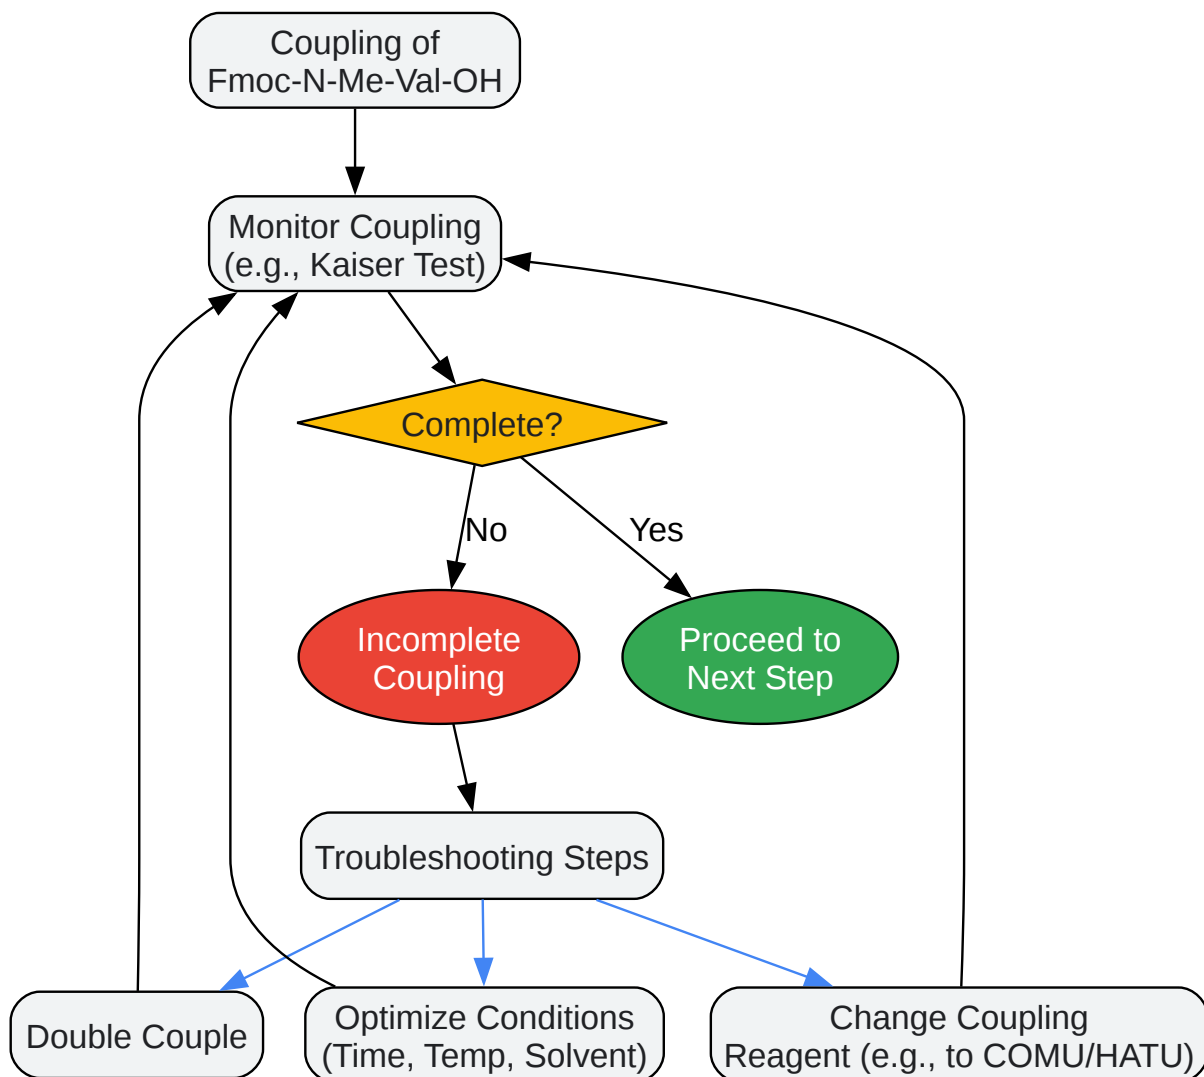 Coupling of
Fmoc-N-Me-Val-OH
Monitor Coupling
(e.g., Kaiser Test)
Complete?
No
Yes
Incomplete
Coupling
Proceed to
Next Step
Troubleshooting Steps
Double Couple
Optimize Conditions
(Time, Temp, Solvent)
Change Coupling
Reagent (e.g., to COMU/HATU)